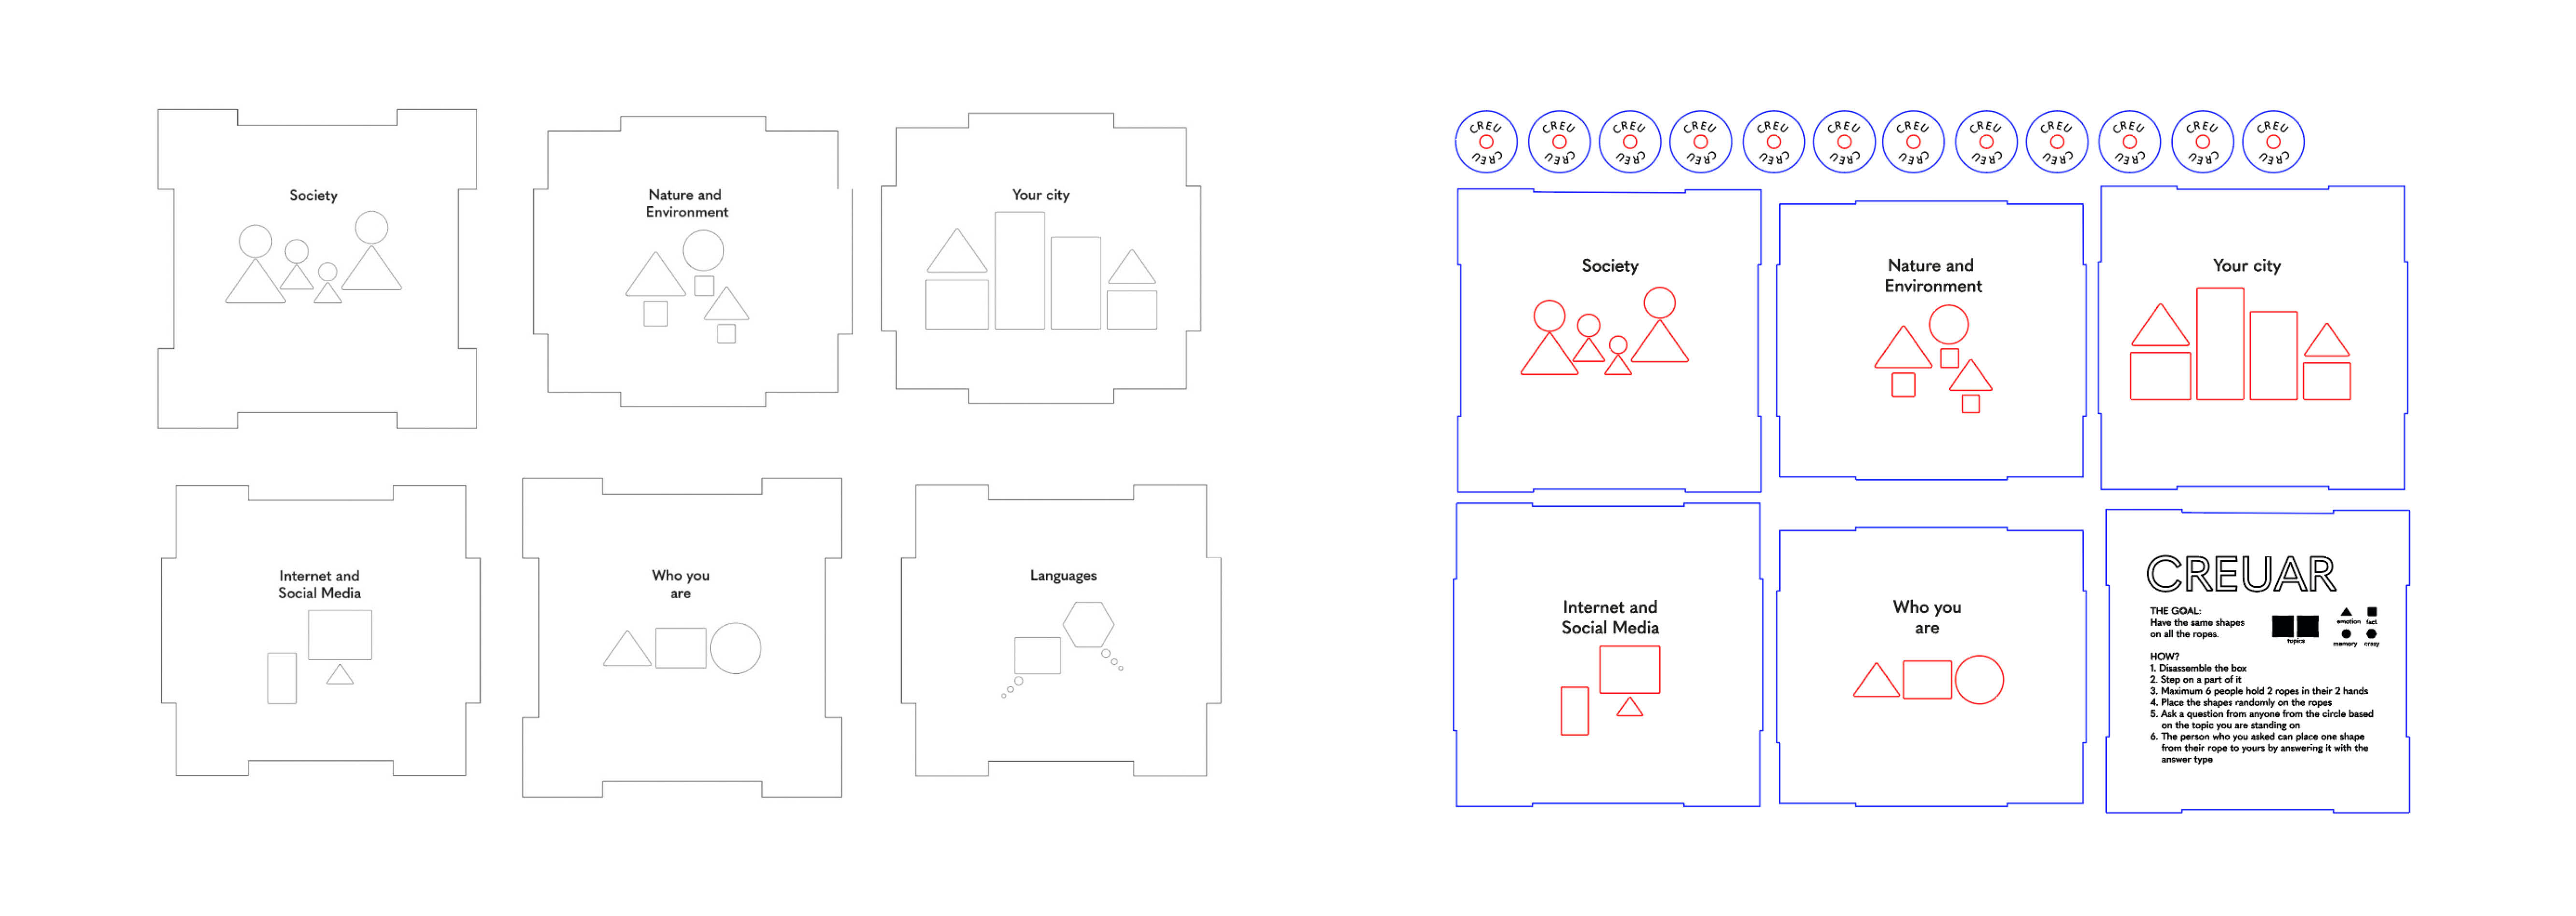 Society
Nature and
Environment
Your city
Internet and
Social Media
Who you
are
Languages
CREU CREU
CREU CREU
CREU CREU
CREU CREU
CREU CREU
CREU CREU
CREU CREU
CREU CREU
CREU CREU
CREU CREU
CREU CREU
CREU CREU
Society
Nature and
Environment
Your city
Internet and
Social Media
Who you
are
CREUAR
THE GOAL:
Have the same shapes
on all the ropes.
topics
emotion fact
memory crazy
HOW?
1. Disassemble the box
2. Step on a part of it
3. Maximum 6 people hold 2 ropes in their 2 hands
4. Place the shapes randomly on the ropes
5. Ask a question from anyone from the circle based
on the topic you are standing on
6. The person who you asked can place one shape
from their rope to yours by answering it with the
answer type